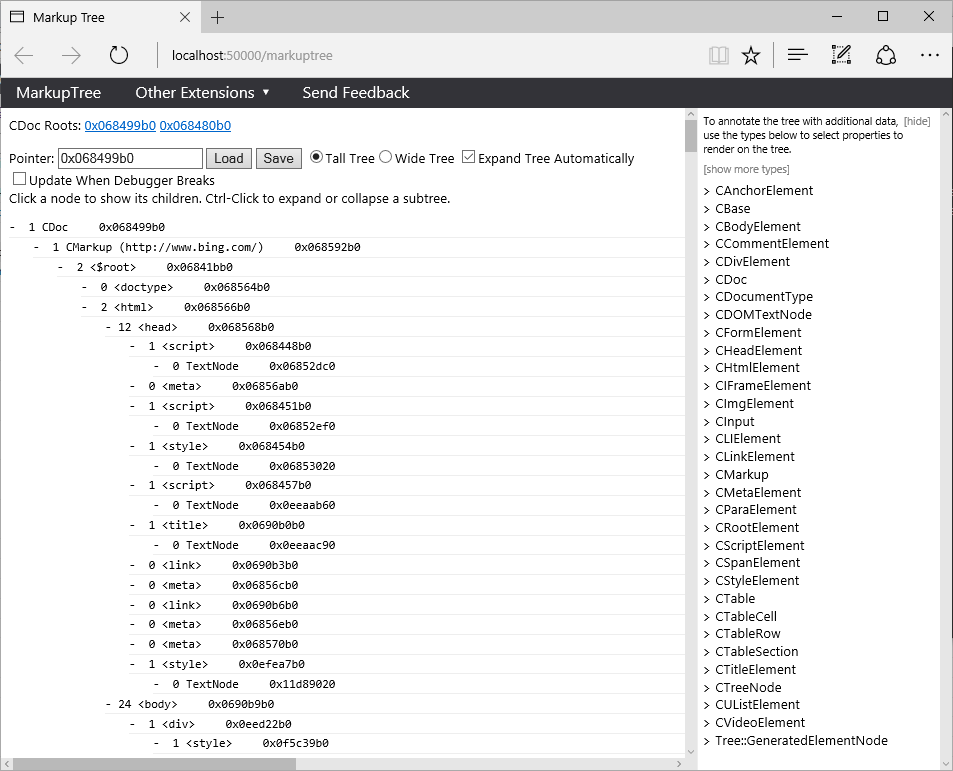 Markup Tree
localhost:50000/markuptree
MarkupTree Other Extensions ▼ Send Feedback
CDoc Roots: 0x068499b0 0x068480b0
Pointer: 0x068499b0 Load Save Tall Tree Wide Tree Expand Tree Automatically
Update When Debugger Breaks
Click a node to show its children. Ctrl-Click to expand or collapse a subtree.
- 1 CDoc 0x068499b0
- 1 CMarkup (http://www.bing.com/) 0x068592b0
- 2 <$root> 0x06841bb0
- 0 <doctype> 0x068564b0
- 2 <html> 0x068566b0
- 12 <head> 0x068568b0
- 1 <script> 0x068448b0
- 0 TextNode 0x06852dc0
- 0 <meta> 0x06856ab0
- 1 <script> 0x068451b0
- 0 TextNode 0x06852ef0
- 1 <style> 0x068454b0
- 0 TextNode 0x06853020
- 1 <script> 0x068457b0
- 0 TextNode 0x0eeaab60
- 1 <title> 0x0690b0b0
- 0 TextNode 0x0eeaac90
- 0 <link> 0x0690b3b0
- 0 <meta> 0x06856cb0
- 0 <link> 0x0690b6b0
- 0 <meta> 0x06856eb0
- 0 <meta> 0x068570b0
- 1 <style> 0x0efea7b0
- 0 TextNode 0x11d89020
- 24 <body> 0x0690b9b0
- 1 <div> 0x0eed22b0
- 1 <style> 0x0f5c39b0
To annotate the tree with additional data, [hide]
use the types below to select properties to
render on the tree.
[show more types]
> CAnchorElement
> CBase
> CBodyElement
> CCommentElement
> CDivElement
> CDoc
> CDocumentType
> CDOMTextNode
> CFormElement
> CHeadElement
> CHtmlElement
> CIFrameElement
> CImgElement
> CInput
> CLIElement
> CLinkElement
> CMarkup
> CMetaElement
> CParaElement
> CRootElement
> CScriptElement
> CSpanElement
> CStyleElement
> CTable
> CTableCell
> CTableRow
> CTableSection
> CTitleElement
> CTreeNode
> CUListElement
> CVideoElement
> Tree::GeneratedElementNode